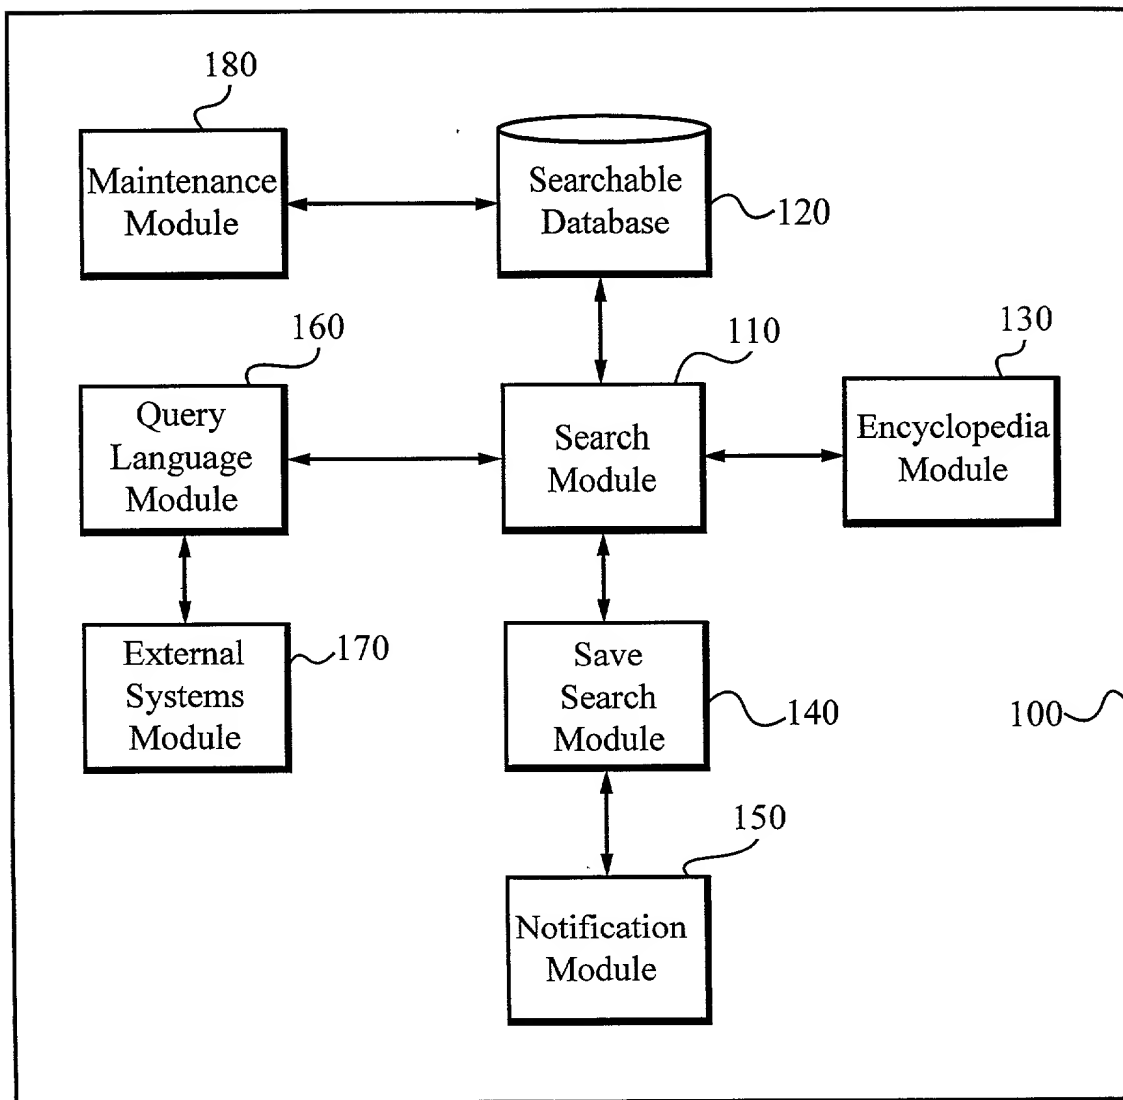 180
Maintenance
Module
Searchable
Database
120
160
110
130
Query
Language
Module
Search
Module
Encyclopedia
Module
External
Systems
Module
170
Save
Search
Module
140
100
150
Notification
Module